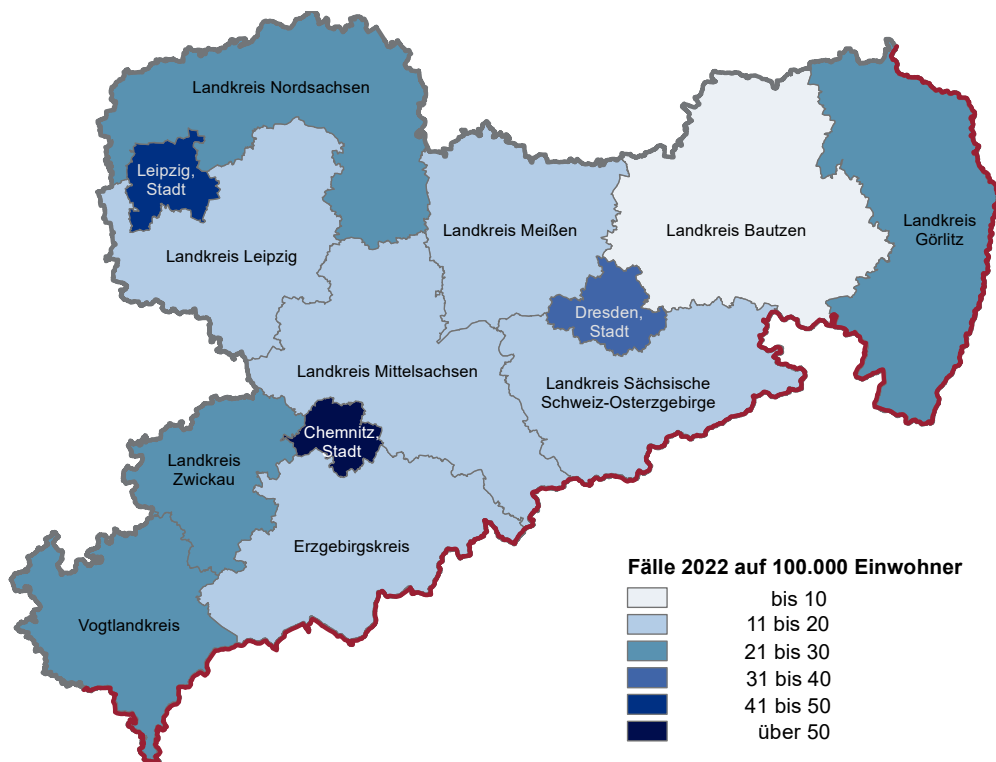 Landkreis Nordsachsen
Leipzig,
Stadt
Landkreis Leipzig
Landkreis Meißen
Landkreis Bautzen
Landkreis
Görlitz
Dresden,
Stadt
Landkreis Mittelsachsen
Landkreis Sächsische
Schweiz-Osterzgebirge
Chemnitz,
Stadt
Landkreis
Zwickau
Erzgebirgskreis
Vogtlandkreis
Fälle 2022 auf 100.000 Einwohner
bis 10
11 bis 20
21 bis 30
31 bis 40
41 bis 50
über 50